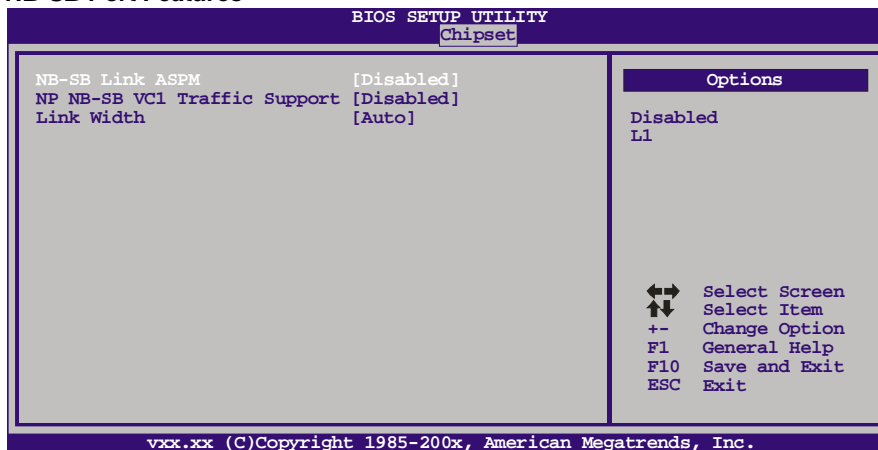 BIOS SETUP UTILITY
Chipset
NB-SB Link ASPM [Disabled]
NP NB-SB VC1 Traffic Support [Disabled]
Link Width [Auto]
Options
Disabled
L1
Select Screen
Select Item
+- Change Option
F1 General Help
F10 Save and Exit
ESC Exit
vxx.xx (C)Copyright 1985-200x, American Megatrends, Inc.